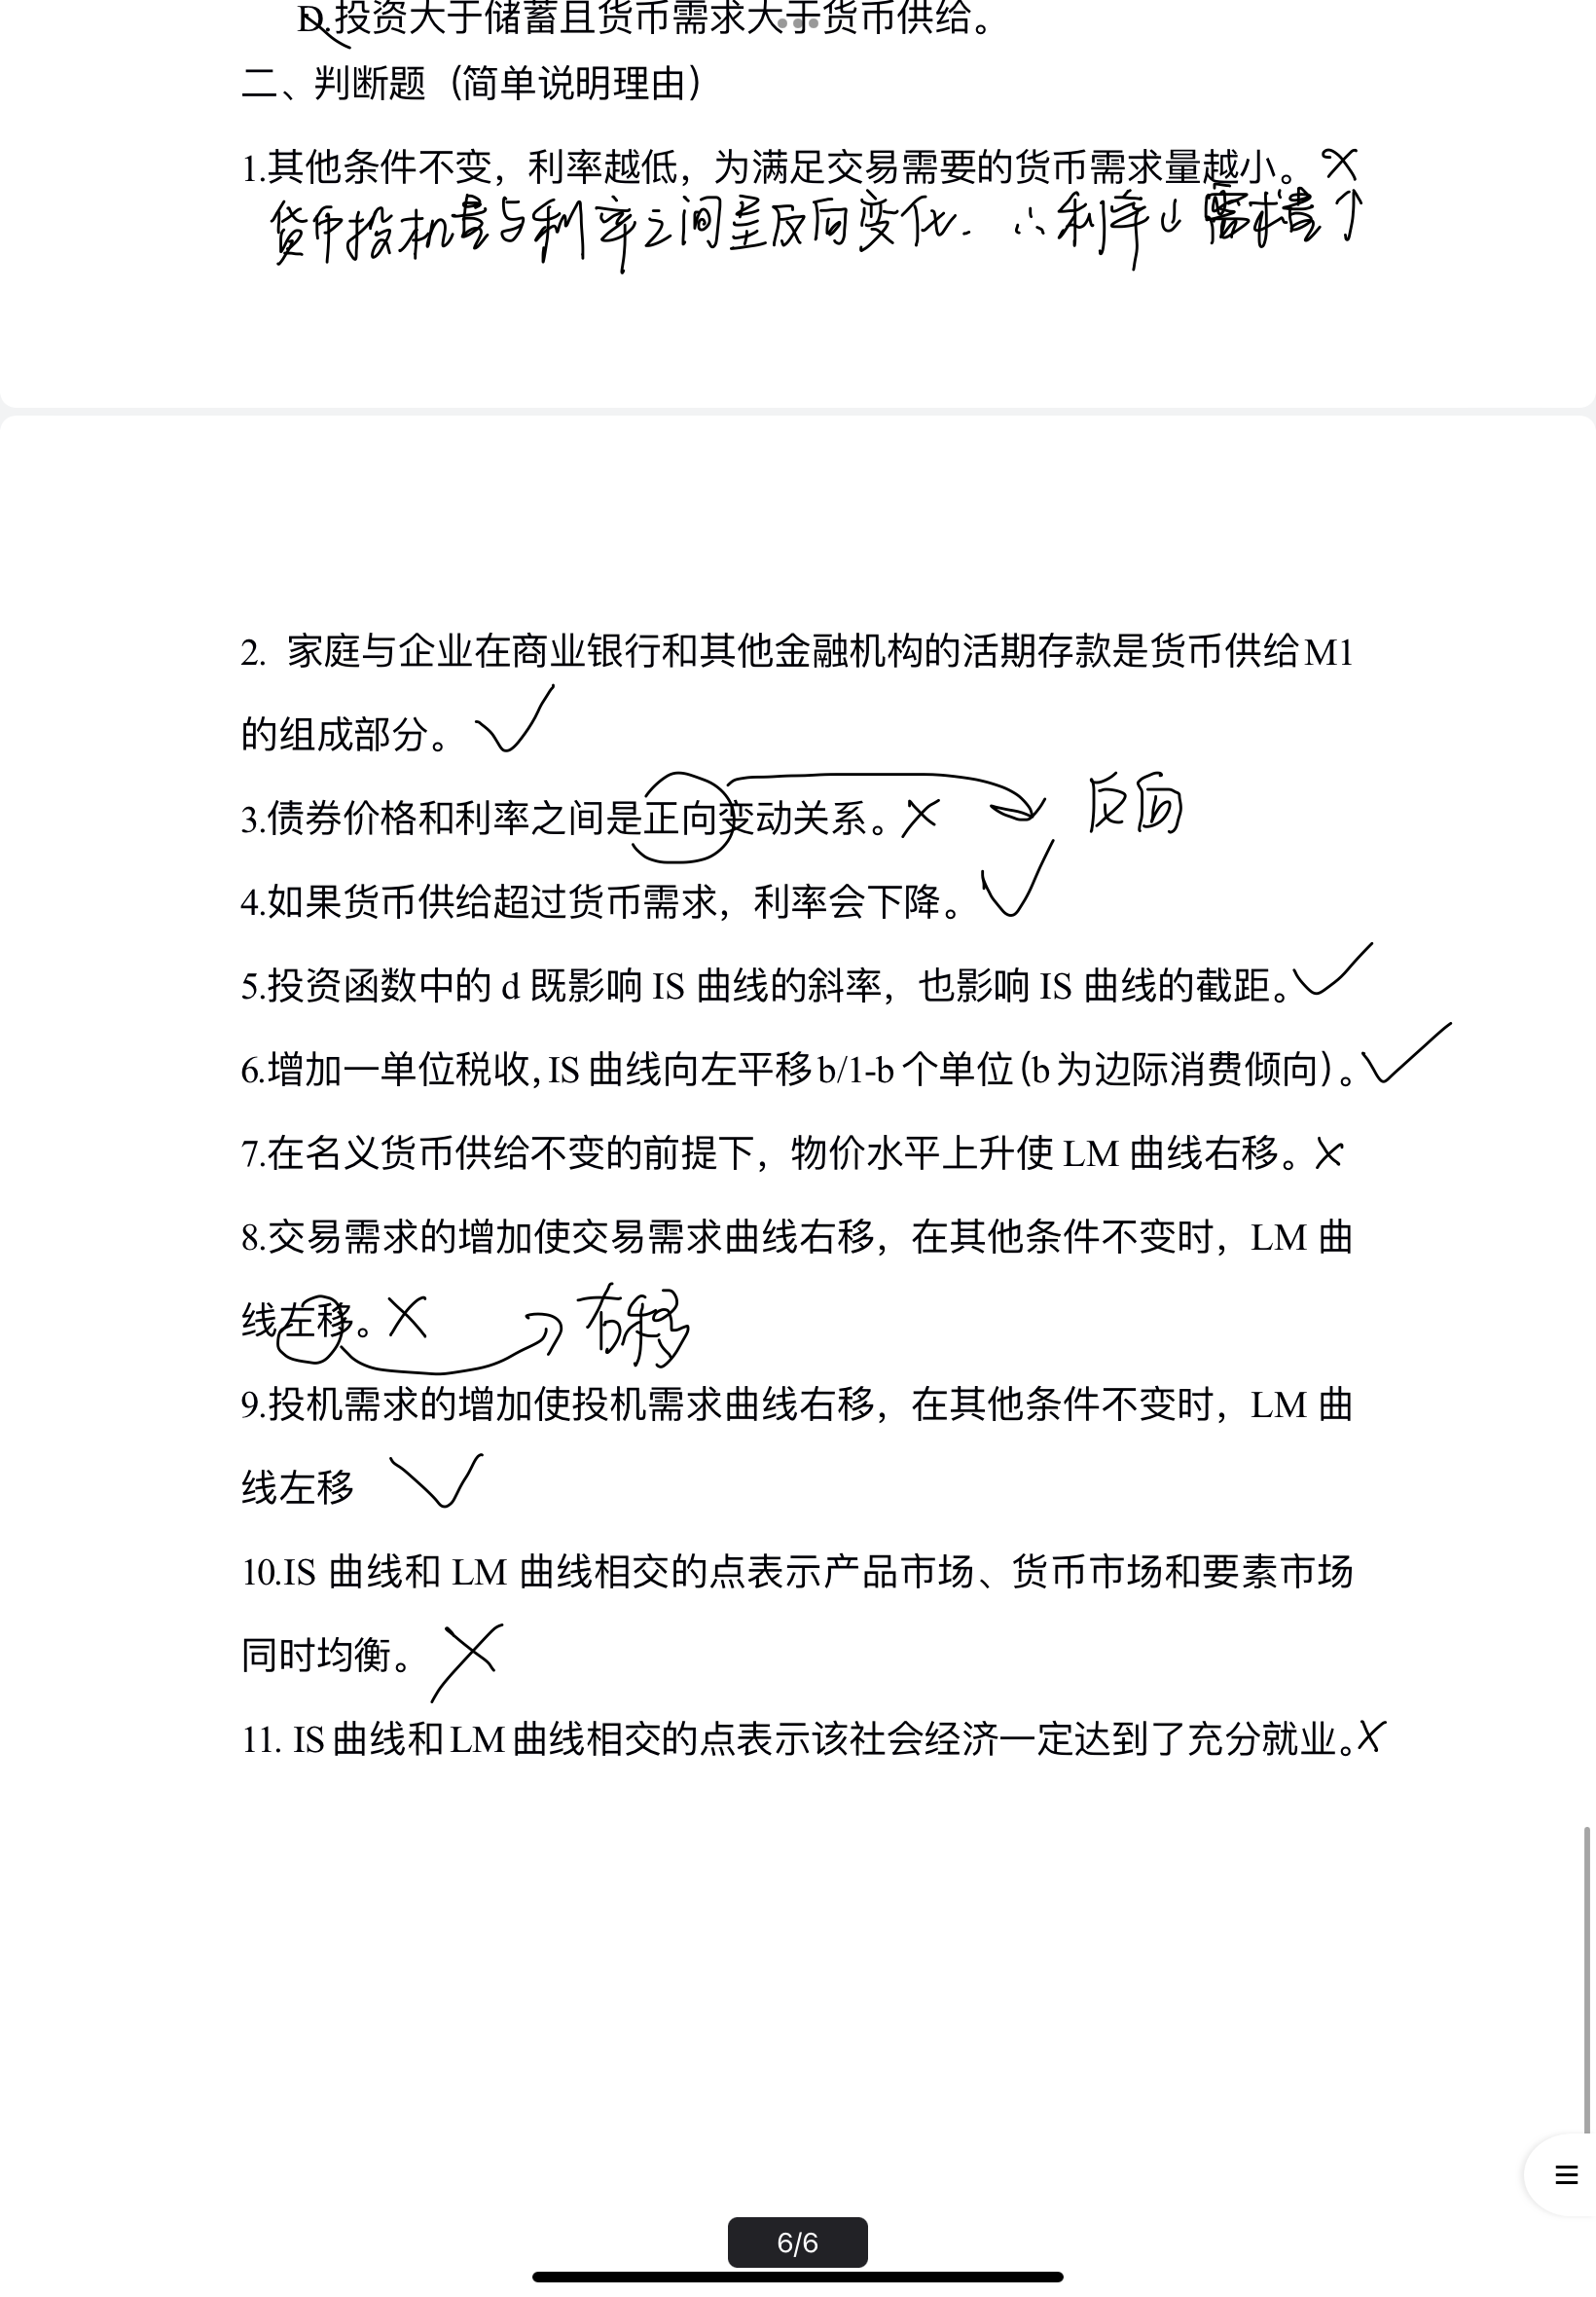 D.投资大于储蓄且货币需求大于货币供给。
二、判断题（简单说明理由）
1.其他条件不变，利率越低，为满足交易需要的货币需求量越小。 ×
货币投机量与利率之间呈反向变化. ∴利率↓需求量↑
2. 家庭与企业在商业银行和其他金融机构的活期存款是货币供给M1
的组成部分。 ✓
3.债券价格和利率之间是正向变动关系。× → 反向
4.如果货币供给超过货币需求，利率会下降。 ✓
5.投资函数中的 d 既影响 IS 曲线的斜率，也影响 IS 曲线的截距。✓
6.增加一单位税收,IS 曲线向左平移 b/1-b 个单位(b 为边际消费倾向)。✓
7.在名义货币供给不变的前提下，物价水平上升使 LM 曲线右移。×
8.交易需求的增加使交易需求曲线右移，在其他条件不变时，LM 曲
线左移。× → 右移
9.投机需求的增加使投机需求曲线右移，在其他条件不变时，LM 曲
线左移 ✓
10.IS 曲线和 LM 曲线相交的点表示产品市场、货币市场和要素市场
同时均衡。 ×
11. IS 曲线和 LM 曲线相交的点表示该社会经济一定达到了充分就业。×
6/6